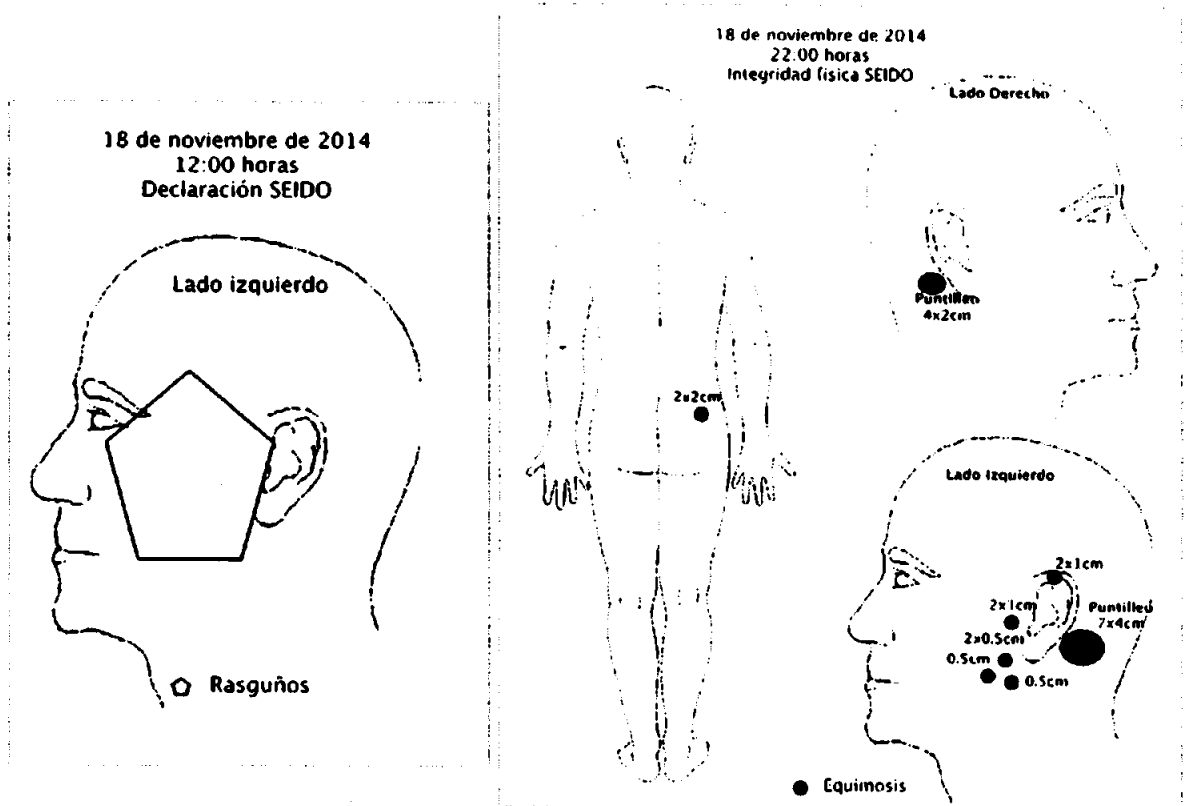 18 de noviembre de 2014
12:00 horas
Declaración SEIDO
Lado izquierdo
Rasguños
18 de noviembre de 2014
22:00 horas
Integridad física SEIDO
Lado Derecho
Puntilleo
4x2cm
2x2cm
Lado Izquierdo
2x1cm
2x1cm
Puntilleo
7x4cm
2x0.5cm
0.5cm
0.5cm
Equimosis